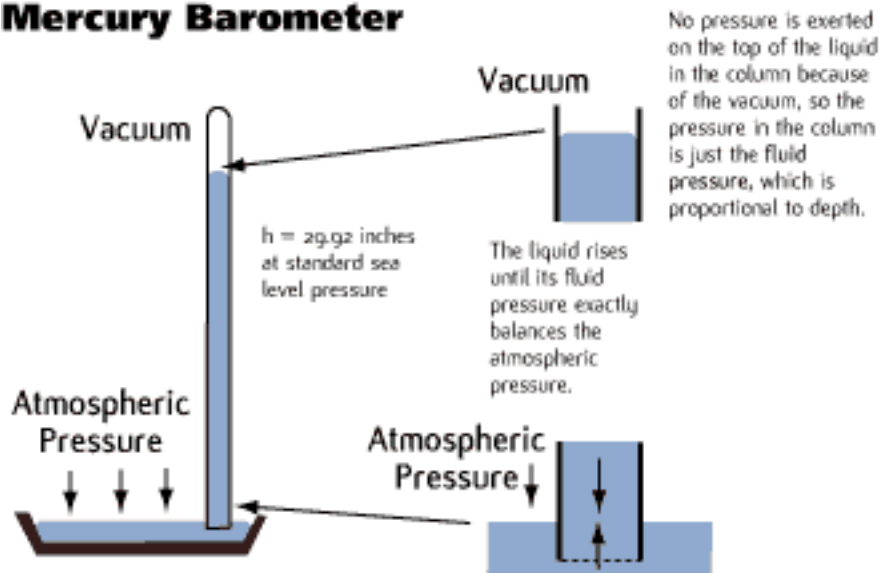 Mercury Barometer
No pressure is exerted
on the top of the liquid
in the column because
of the vacuum, so the
pressure in the column
is just the fluid
pressure, which is
proportional to depth.
Vacuum
Vacuum
h = 29.92 inches
at standard sea
level pressure
The liquid rises
until its fluid
pressure exactly
balances the
atmospheric
pressure.
Atmospheric
Pressure
Atmospheric
Pressure